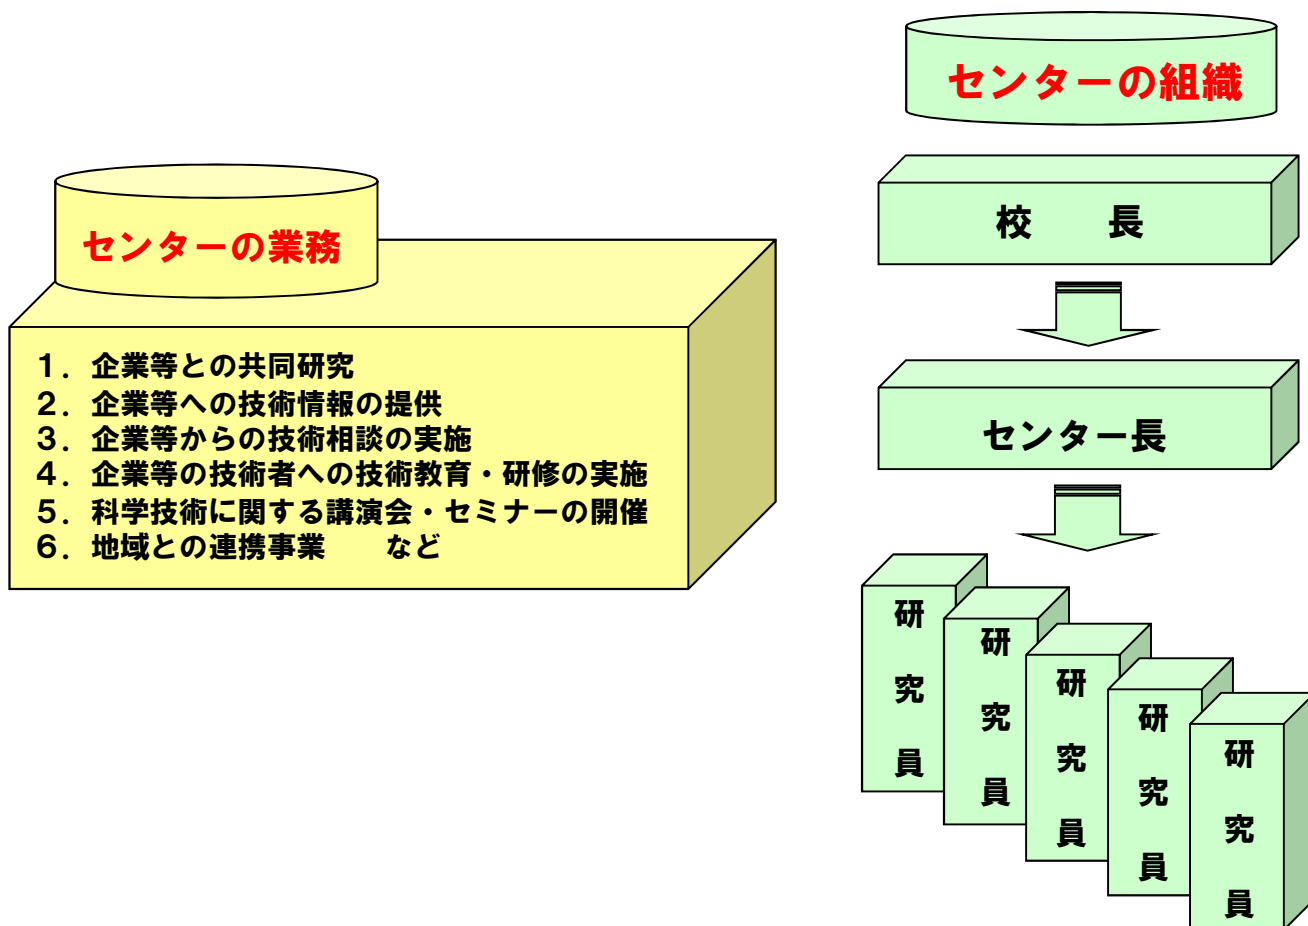 センターの業務
１．企業等との共同研究
２．企業等への技術情報の提供
３．企業等からの技術相談の実施
４．企業等の技術者への技術教育・研修の実施
５．科学技術に関する講演会・セミナーの開催
６．地域との連携事業　　など
センターの組織
校　　長
センター長
研究員
研究員
研究員
研究員
研究員